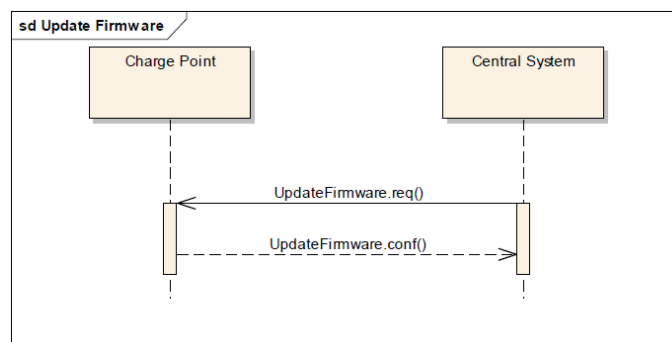 sd Update Firmware
Charge Point
Central System
UpdateFirmware.req()
UpdateFirmware.conf()